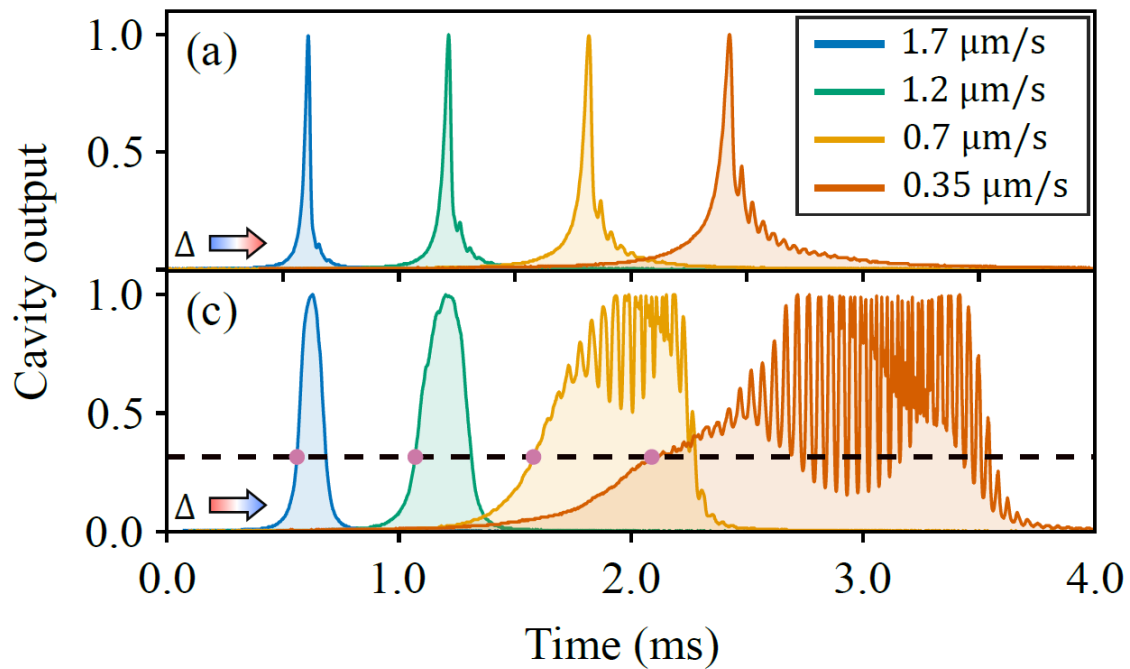 Cavity output
1.0
0.5
(a)
Δ
1.7 μm/s
1.2 μm/s
0.7 μm/s
0.35 μm/s
1.0
0.5
0.0
(c)
Δ
0.0 1.0 2.0 3.0 4.0
Time (ms)